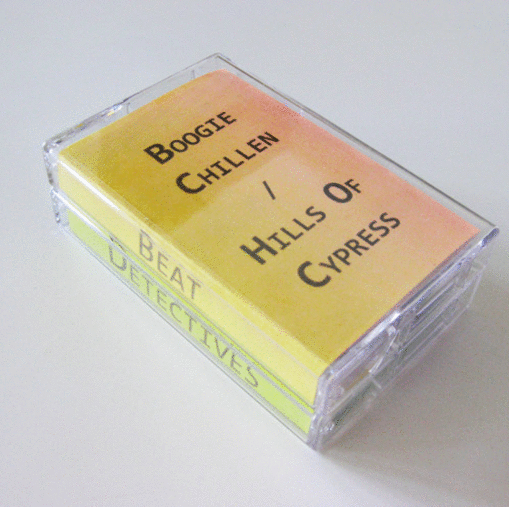 BOOGIE
CHILLEN
/
HILLS OF
CYPRESS
BEAT
DETECTIVES